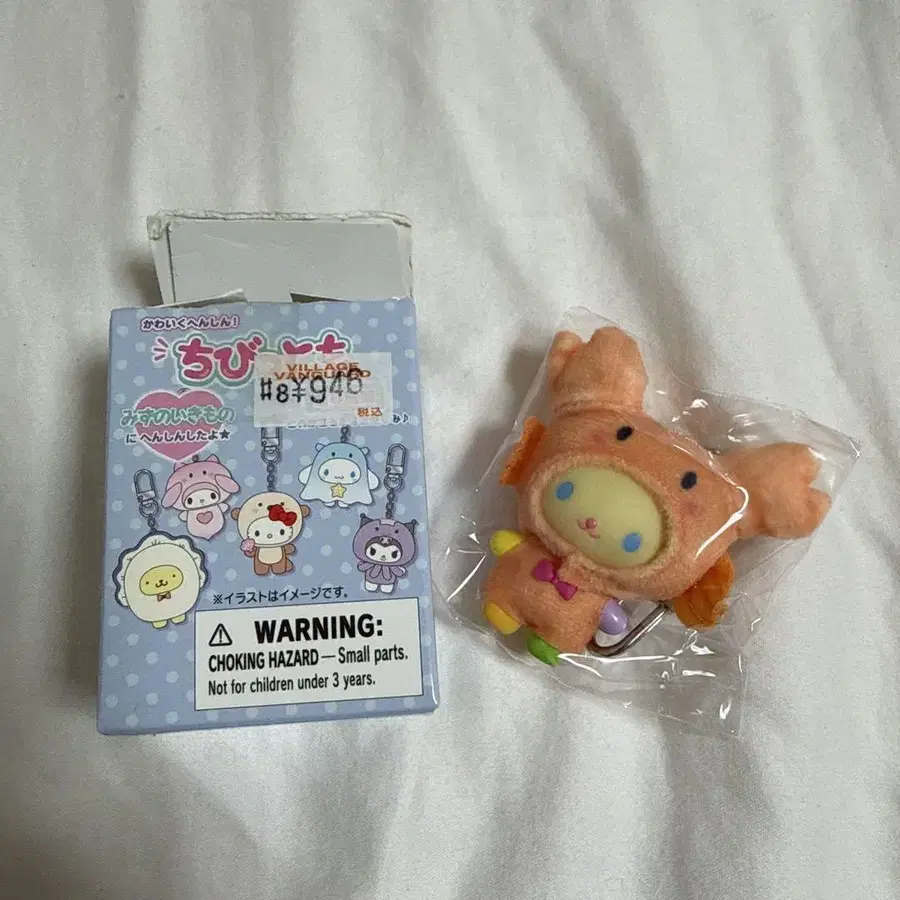 かわいくへんしん!
ちび
VILLAGE
VANGUARD
#8¥946
税込
みずのいきもの
にへんしんしたよ★
※イラストはイメージです。
⚠ WARNING:
CHOKING HAZARD — Small parts.
Not for children under 3 years.